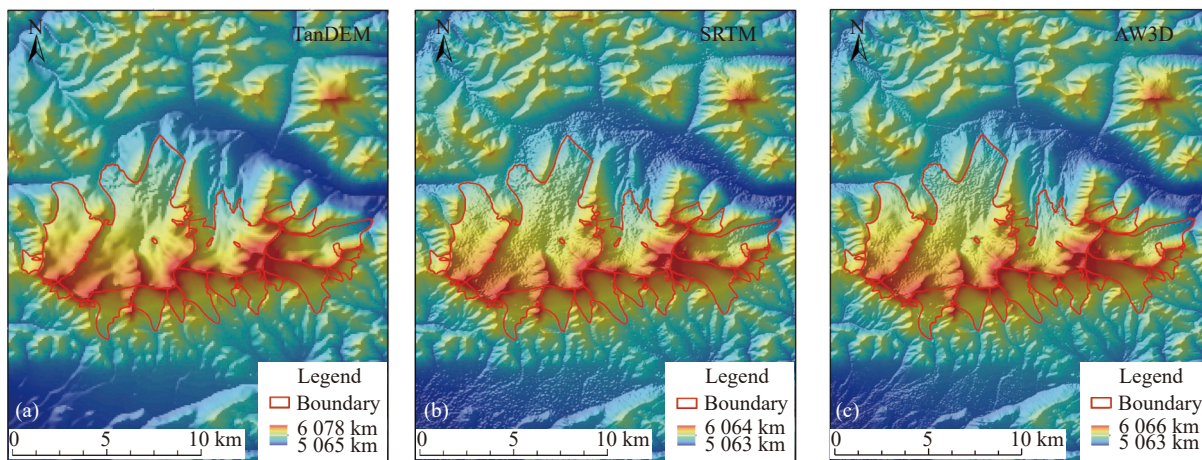 N
TanDEM
Legend
Boundary
6 078 km
5 065 km
(a)
0 5 10 km
N
SRTM
Legend
Boundary
6 064 km
5 063 km
(b)
0 5 10 km
N
AW3D
Legend
Boundary
6 066 km
5 063 km
(c)
0 5 10 km